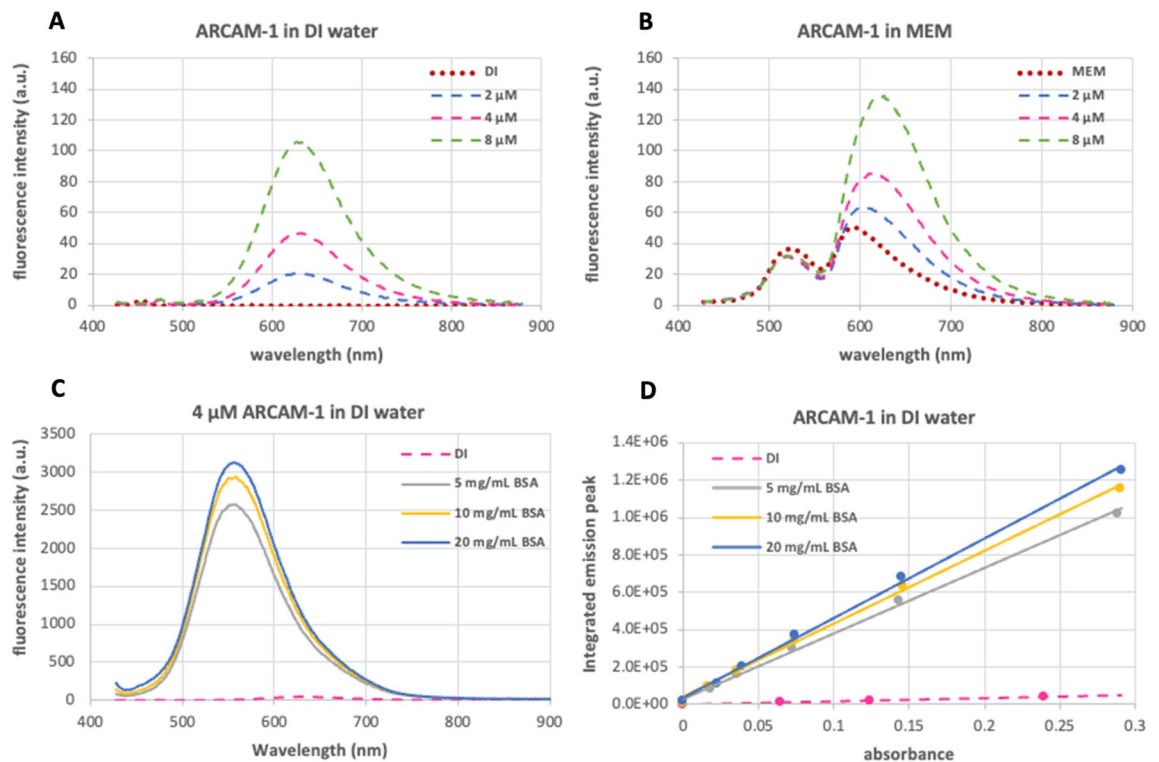 A
ARCAM-1 in DI water
fluorescence intensity (a.u.)
160
140
120
100
80
60
40
20
0
DI
2 µM
4 µM
8 µM
400 500 600 700 800 900
wavelength (nm)
B
ARCAM-1 in MEM
fluorescence intensity (a.u.)
160
140
120
100
80
60
40
20
0
MEM
2 µM
4 µM
8 µM
400 500 600 700 800 900
wavelength (nm)
C
4 µM ARCAM-1 in DI water
fluorescence intensity (a.u.)
3500
3000
2500
2000
1500
1000
500
0
DI
5 mg/mL BSA
10 mg/mL BSA
20 mg/mL BSA
400 500 600 700 800 900
Wavelength (nm)
D
ARCAM-1 in DI water
Integrated emission peak
1.4E+06
1.2E+06
1.0E+06
8.0E+05
6.0E+05
4.0E+05
2.0E+05
0.0E+00
DI
5 mg/mL BSA
10 mg/mL BSA
20 mg/mL BSA
0 0.05 0.1 0.15 0.2 0.25 0.3
absorbance